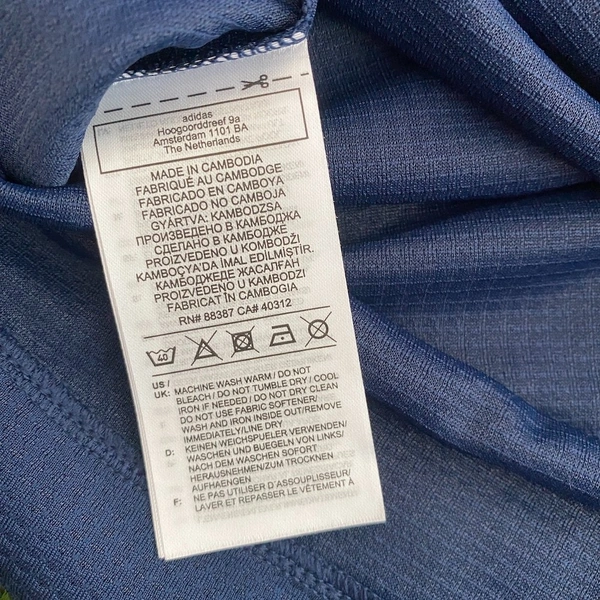 adidas
Hoogoorddreef 9a
Amsterdam 1101 BA
The Netherlands
MADE IN CAMBODIA
FABRIQUÉ AU CAMBODGE
FABRICADO EN CAMBOYA
FABRICADO NO CAMBOJA
GYÁRTVA: KAMBODZSA
ПРОИЗВЕДЕНО В КАМБОДЖА
СДЕЛАНО В КАМБОДЖЕ
PROIZVEDENO U KOMBODŽI
KAMBOÇYA'DA İMAL EDİLMİŞTİR.
КАМБОДЖЕДЕ ЖАСАЛҒАН
PROIZVEDENO U KAMBODZI
FABRICAT ÎN CAMBOGIA
RN# 88387 CA# 40312
40
US /
UK: MACHINE WASH WARM / DO NOT
BLEACH / DO NOT TUMBLE DRY / COOL
IRON IF NEEDED / DO NOT DRY CLEAN
DO NOT USE FABRIC SOFTENER/
WASH AND IRON INSIDE OUT/REMOVE
IMMEDIATELY/LINE DRY
D: KEINEN WEICHSPUELER VERWENDEN/
WASCHEN UND BUEGELN VON LINKS/
NACH DEM WASCHEN SOFORT
HERAUSNEHMEN/ZUM TROCKNEN
AUFHAENGEN
F: NE PAS UTILISER D'ASSOUPLISSEUR/
LAVER ET REPASSER LE VÊTEMENT À